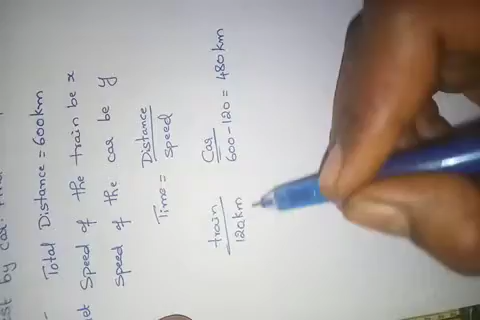 st by car.
Total Distance = 600km
et Speed of the train be x
Speed of the car be y
Time = Distance
speed
train Car
120km 600-120 = 480km